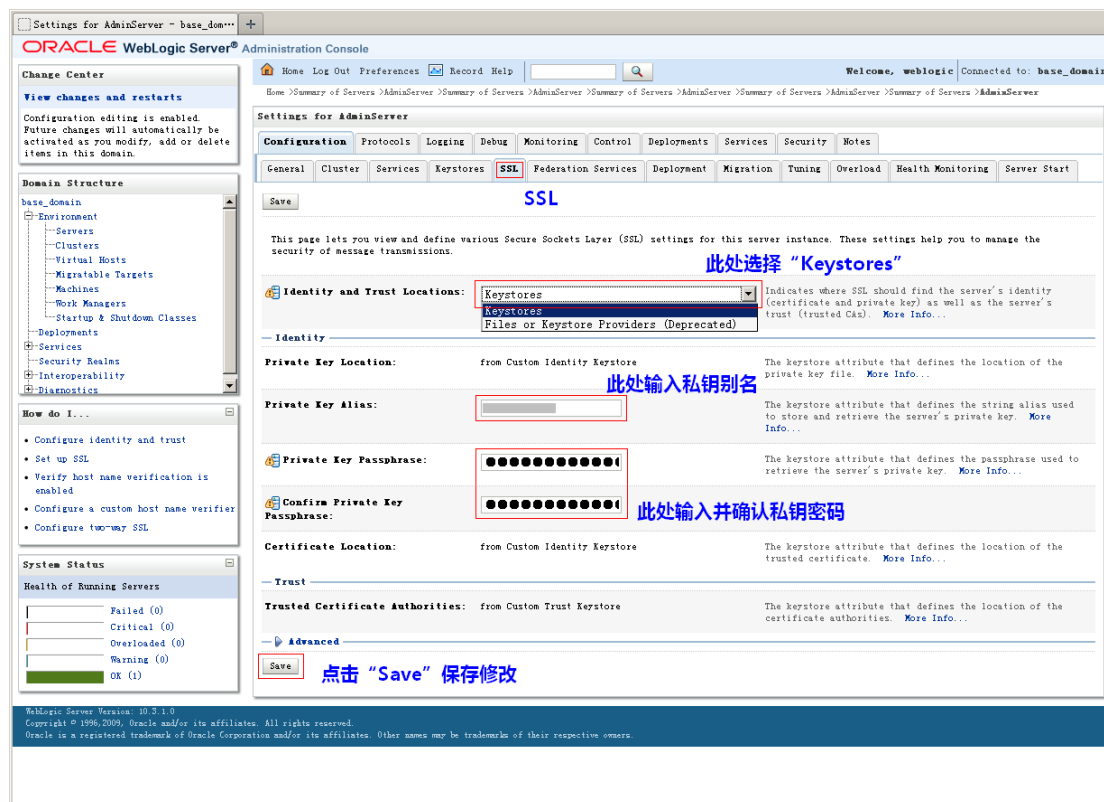 Settings for AdminServer - base_dom···
ORACLE WebLogic Server® Administration Console
Change Center
View changes and restarts
Configuration editing is enabled.
Future changes will automatically be
activated as you modify, add or delete
items in this domain.
Domain Structure
base_domain
Environment
Servers
Clusters
Virtual Hosts
Migratable Targets
Machines
Work Managers
Startup & Shutdown Classes
Deployments
Services
Security Realms
Interoperability
Diagnostics
How do I...
Configure identity and trust
Set up SSL
Verify host name verification is
enabled
Configure a custom host name verifier
Configure two-way SSL
System Status
Health of Running Servers
Failed (0)
Critical (0)
Overloaded (0)
Warning (0)
OK (1)
Home Log Out Preferences Record Help
Welcome, weblogic Connected to: base_domain
Home >Summary of Servers >AdminServer >Summary of Servers >AdminServer >Summary of Servers >AdminServer >Summary of Servers >AdminServer >Summary of Servers >AdminServer
Settings for AdminServer
Configuration Protocols Logging Debug Monitoring Control Deployments Services Security Notes
General Cluster Services Keystores SSL Federation Services Deployment Migration Tuning Overload Health Monitoring Server Start
Save
SSL
This page lets you view and define various Secure Sockets Layer (SSL) settings for this server instance. These settings help you to manage the
security of message transmissions.
此处选择“Keystores”
Identity and Trust Locations:
Keystores
Keystores
Files or Keystore Providers (Deprecated)
Indicates where SSL should find the server's identity
(certificate and private key) as well as the server's
trust (trusted CAs). More Info...
Identity
Private Key Location:
from Custom Identity Keystore
The keystore attribute that defines the location of the
private key file. More Info...
此处输入私钥别名
Private Key Alias:
The keystore attribute that defines the string alias used
to store and retrieve the server's private key. More
Info...
Private Key Passphrase:
The keystore attribute that defines the passphrase used to
retrieve the server's private key. More Info...
Confirm Private Key
Passphrase:
此处输入并确认私钥密码
Certificate Location:
from Custom Identity Keystore
The keystore attribute that defines the location of the
trusted certificate. More Info...
Trust
Trusted Certificate Authorities:
from Custom Trust Keystore
The keystore attribute that defines the location of the
certificate authorities. More Info...
Advanced
Save
点击“Save”保存修改
WebLogic Server Version: 10.3.1.0
Copyright © 1996,2009, Oracle and/or its affiliates. All rights reserved.
Oracle is a registered trademark of Oracle Corporation and/or its affiliates. Other names may be trademarks of their respective owners.